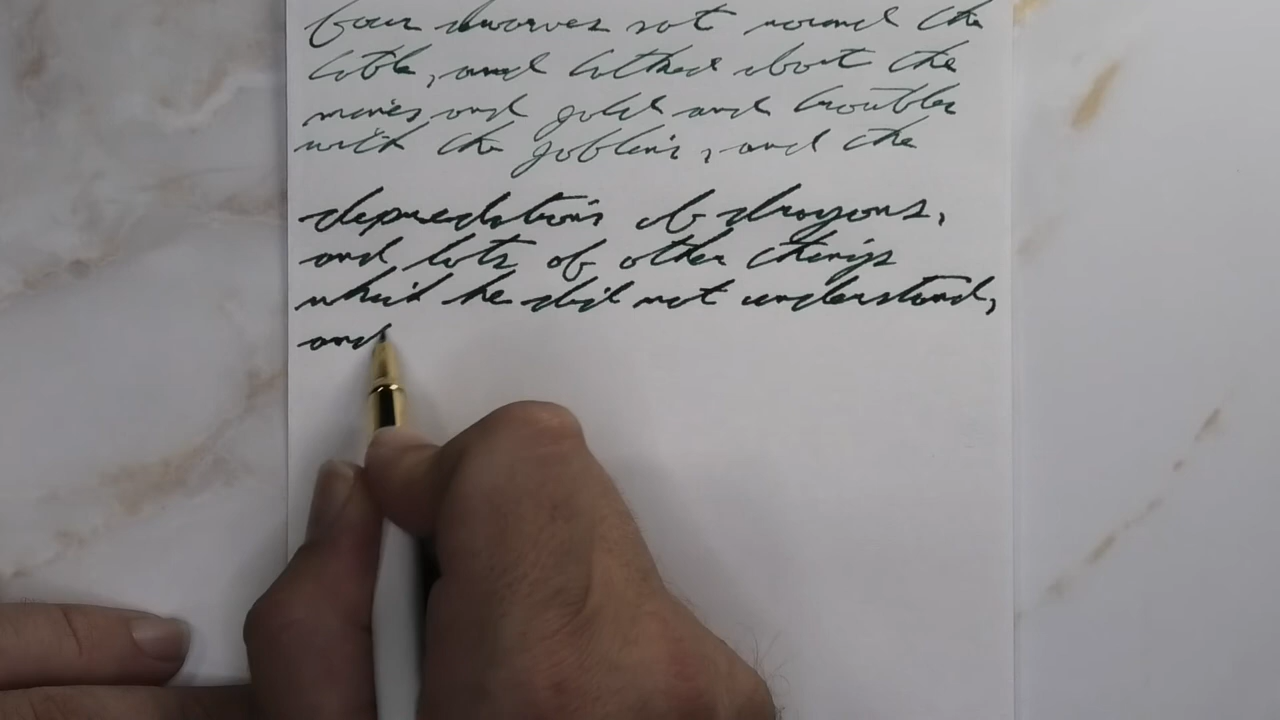 four dwarves sat round the
table, and talked about the
mines and gold and troubles
with the goblins, and the
depredations of dragons,
and lots of other things
which he did not understand,
and